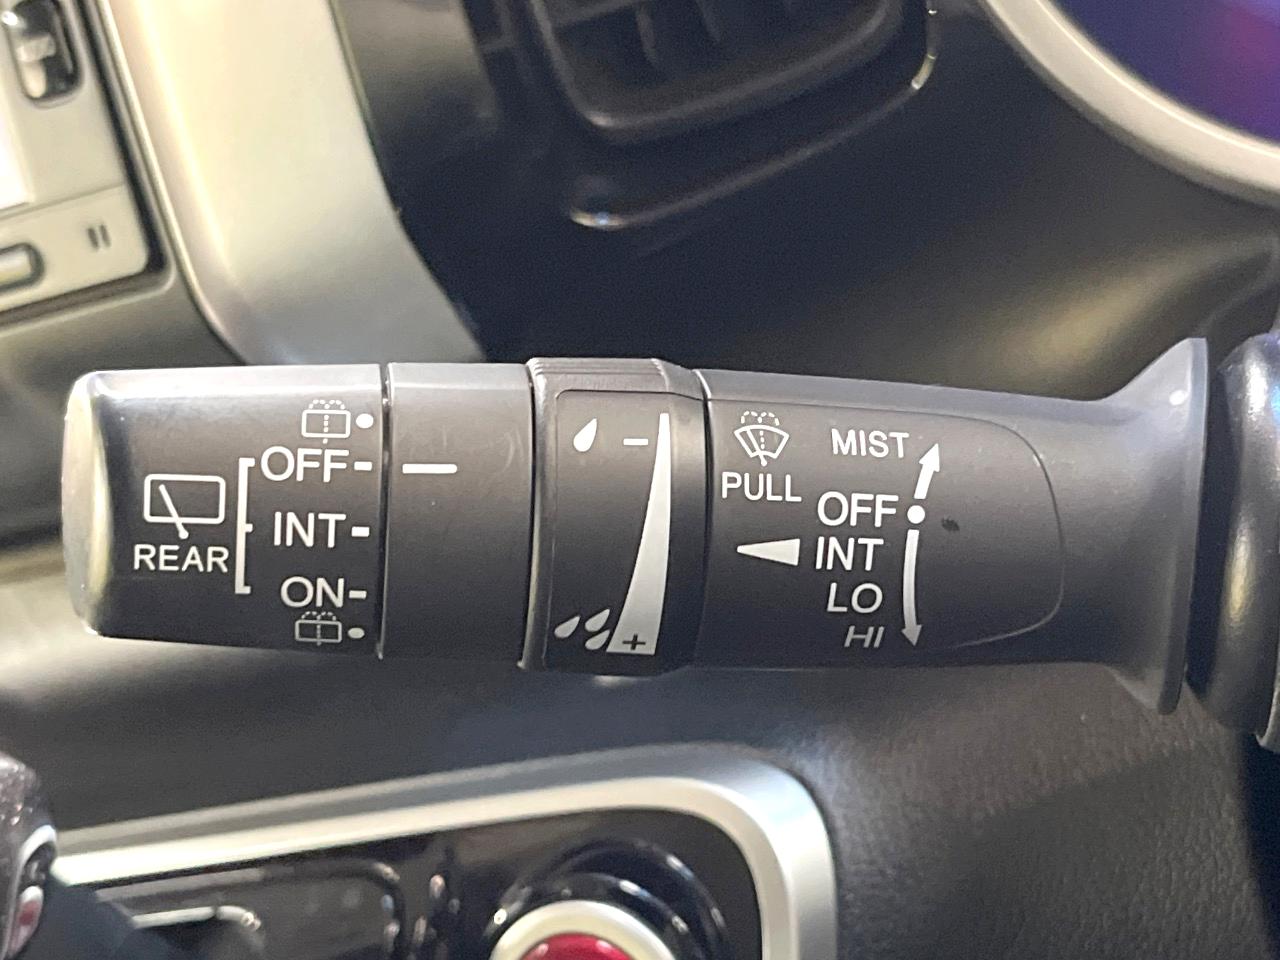 REAR
OFF
INT
ON
-
+
PULL
MIST
OFF
INT
LO
HI